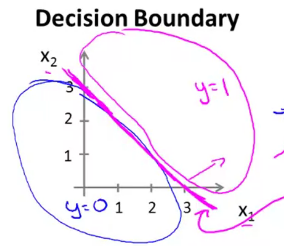 Decision Boundary
x₂
3
2
1
y=1
y=0 1 2 3 x₁